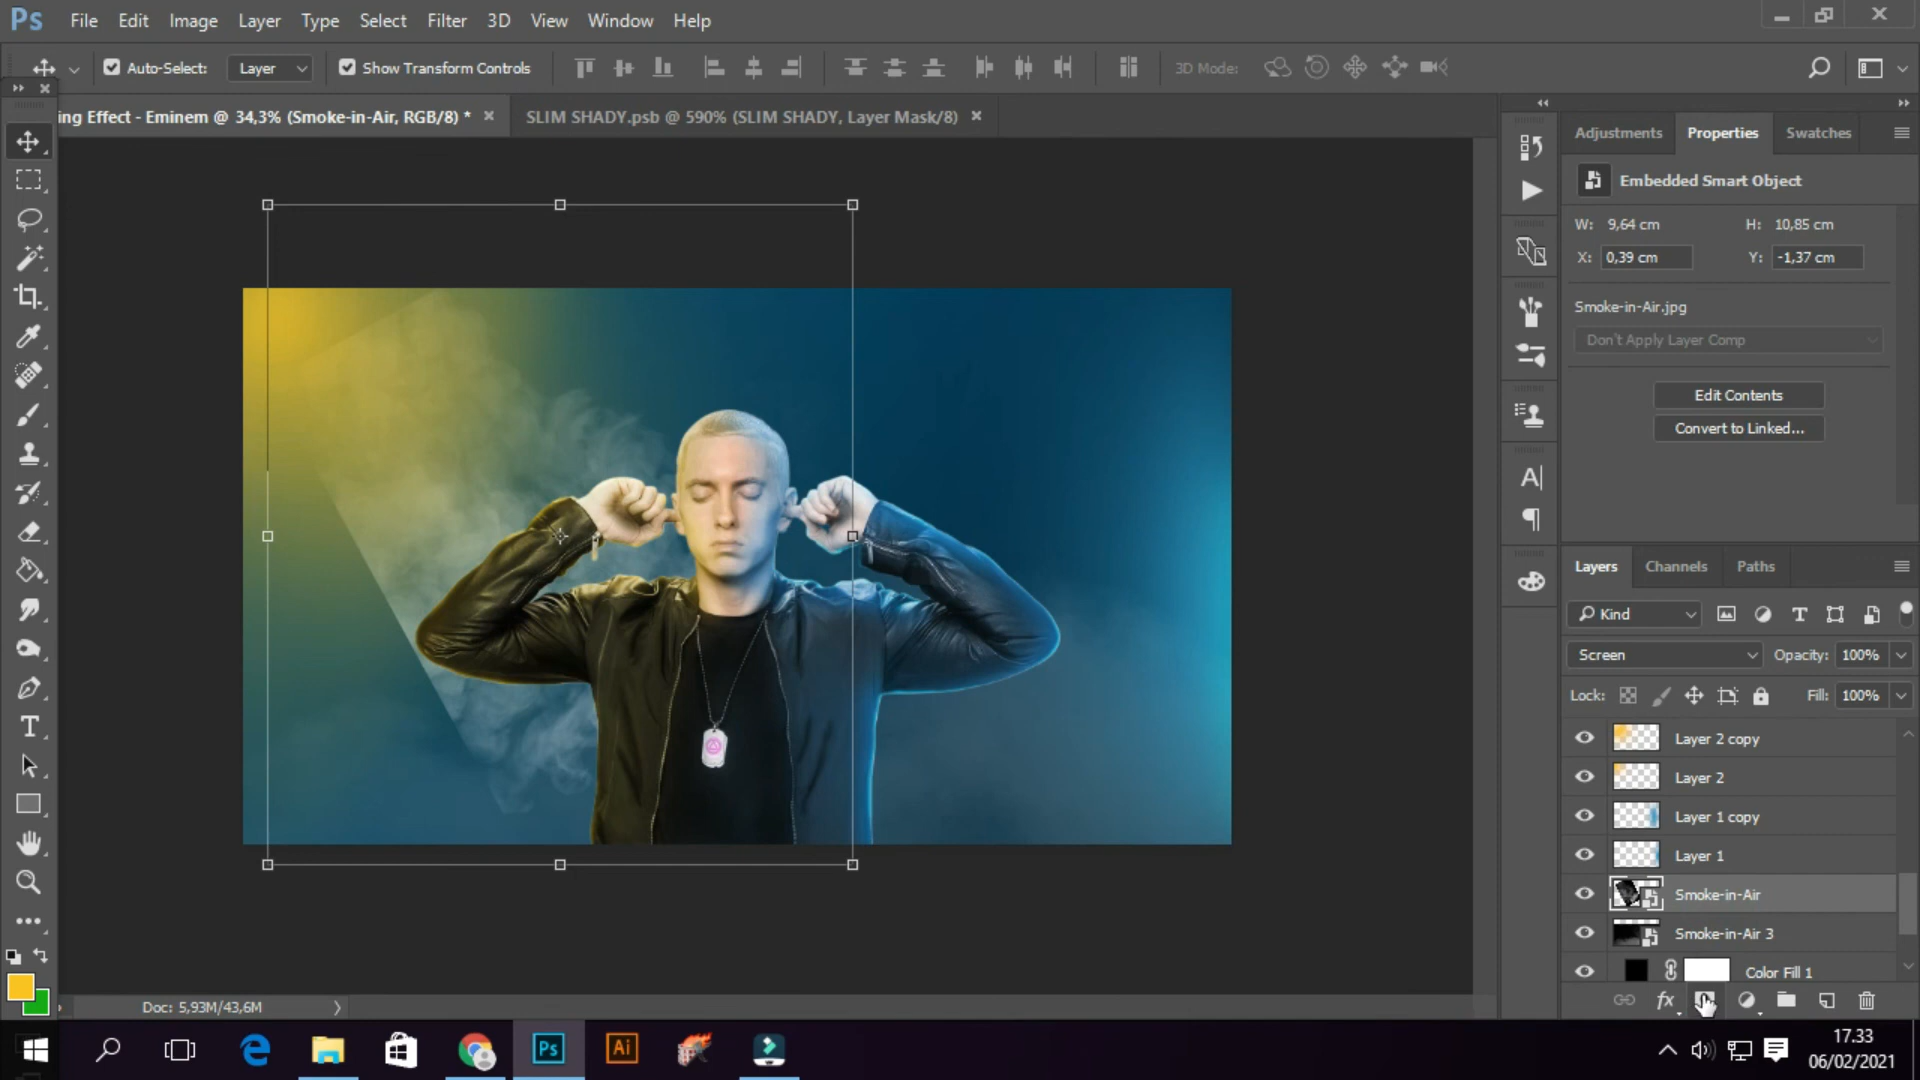 Ps File Edit Image Layer Type Select Filter 3D View Window Help
Auto-Select: Layer Show Transform Controls 3D Mode:
ing Effect - Eminem @ 34,3% (Smoke-in-Air, RGB/8) * SLIM SHADY.psb @ 590% (SLIM SHADY, Layer Mask/8)
Adjustments Properties Swatches
Embedded Smart Object
W: 9,64 cm H: 10,85 cm
X: 0,39 cm Y: -1,37 cm
Smoke-in-Air.jpg
Don't Apply Layer Comp
Edit Contents
Convert to Linked...
Layers Channels Paths
Kind
Screen Opacity: 100%
Lock: Fill: 100%
Layer 2 copy
Layer 2
Layer 1 copy
Layer 1
Smoke-in-Air
Smoke-in-Air 3
Color Fill 1
fx
Doc: 5,93M/43,6M
Ps Ai
17.33
06/02/2021